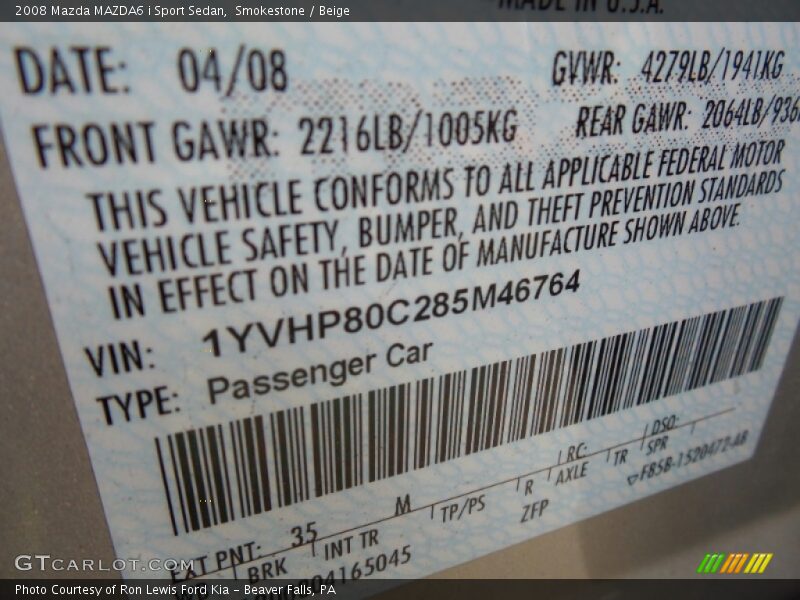 2008 Mazda MAZDA6 i Sport Sedan, Smokestone / Beige
MADE IN U.S.A.
DATE: 04/08 GVWR: 4279LB/1941KG
FRONT GAWR: 2216LB/1005KG REAR GAWR: 2064LB/936
THIS VEHICLE CONFORMS TO ALL APPLICABLE FEDERAL MOTOR
VEHICLE SAFETY, BUMPER, AND THEFT PREVENTION STANDARDS
IN EFFECT ON THE DATE OF MANUFACTURE SHOWN ABOVE.
VIN: 1YVHP80C285M46764
TYPE: Passenger Car
EXT PNT: 35 M RC: DSO:
BRK INT TR TP/PS R AXLE TR SPR
ZFP F85B-1520472-AB
004165045
GTCARLOT.COM
Photo Courtesy of Ron Lewis Ford Kia – Beaver Falls, PA